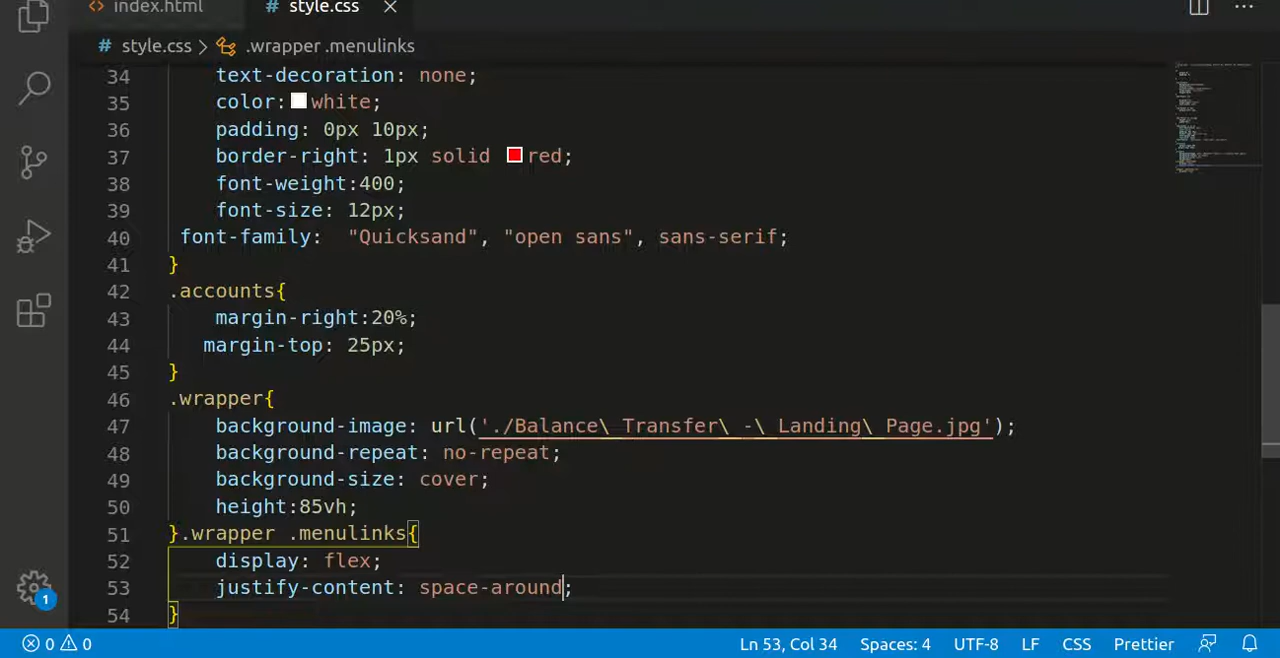 index.html
style.css
style.css > .wrapper .menulinks
34 text-decoration: none;
35 color: white;
36 padding: 0px 10px;
37 border-right: 1px solid red;
38 font-weight:400;
39 font-size: 12px;
40 font-family:  "Quicksand", "open sans", sans-serif;
41 }
42 .accounts{
43 margin-right:20%;
44 margin-top: 25px;
45 }
46 .wrapper{
47 background-image: url('./Balance\ Transfer\ -\ Landing\ Page.jpg');
48 background-repeat: no-repeat;
49 background-size: cover;
50 height:85vh;
51 }.wrapper .menulinks{
52 display: flex;
53 justify-content: space-around;
54 }
1
0 0 Ln 53, Col 34 Spaces: 4 UTF-8 LF CSS Prettier